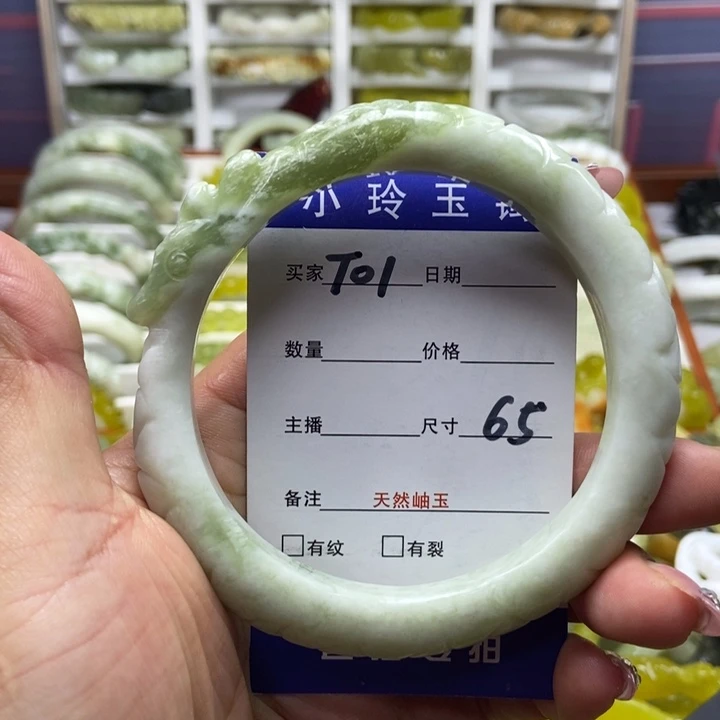 小玲玉
买家 T01 日期
数量 价格
主播 尺寸 65
备注 天然岫玉
□有纹 □有裂